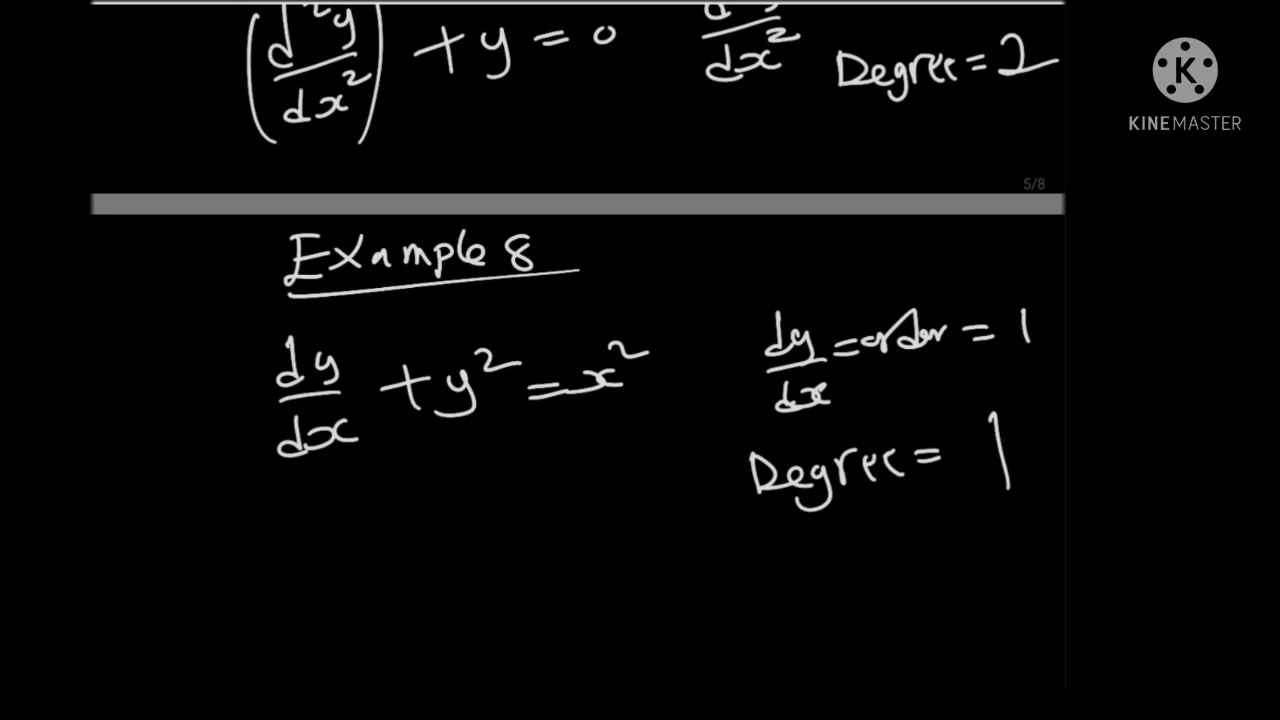 (d²y/dx²) + y = 0 dx² Degree = 2
KINEMASTER
5/8
Example 8
dy/dx + y² = x² dy/dx = order = 1
Degree = 1